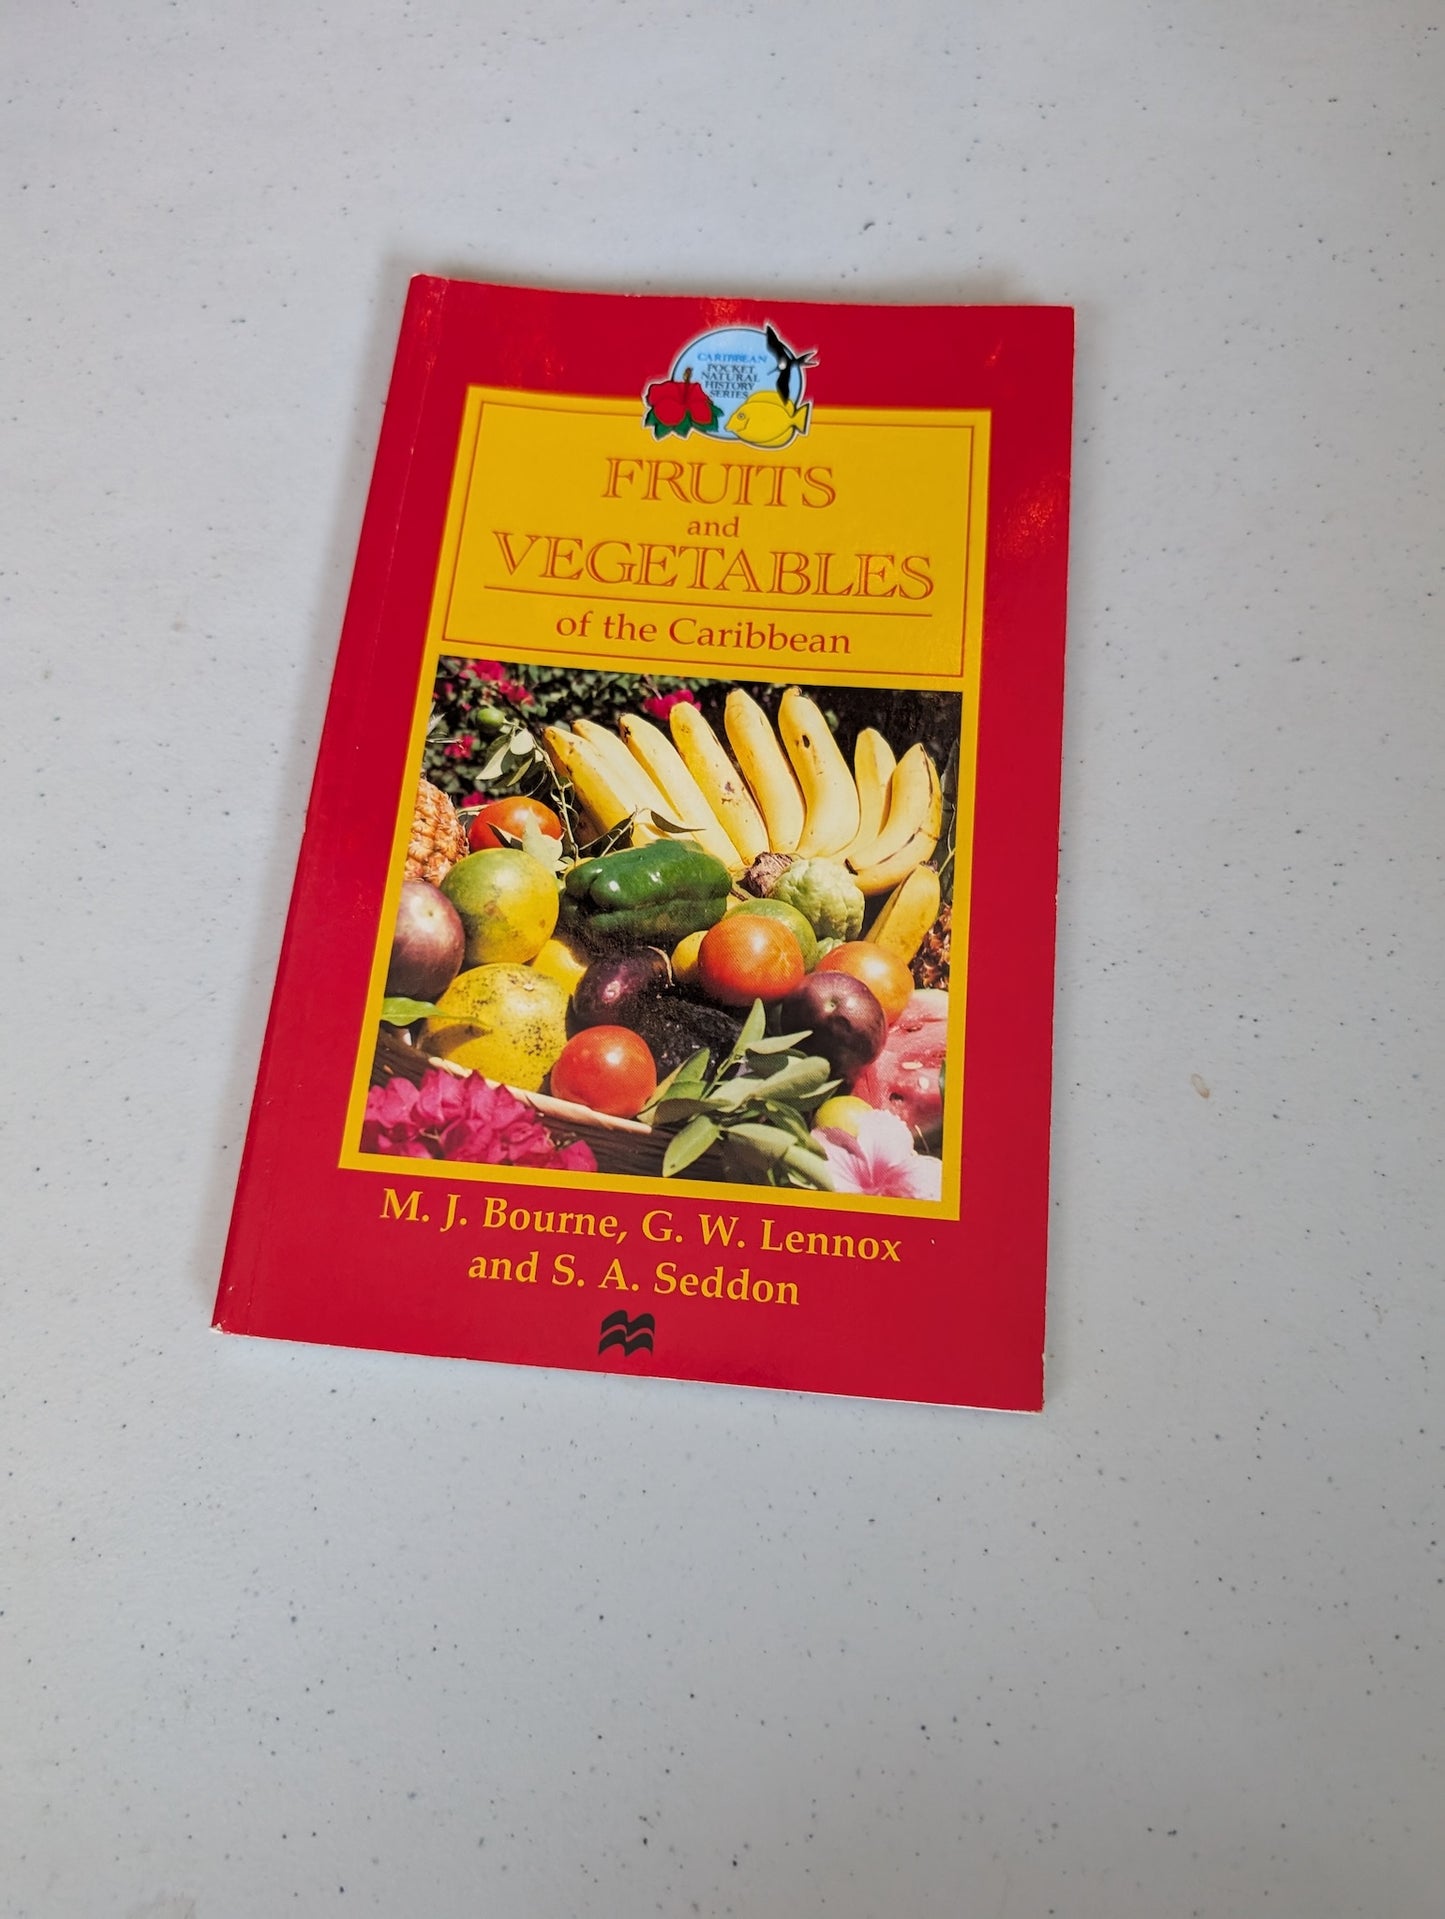 CARIBBEAN
POCKET
NATURAL
HISTORY
SERIES
FRUITS
and
VEGETABLES
of the Caribbean
M. J. Bourne, G. W. Lennox
and S. A. Seddon